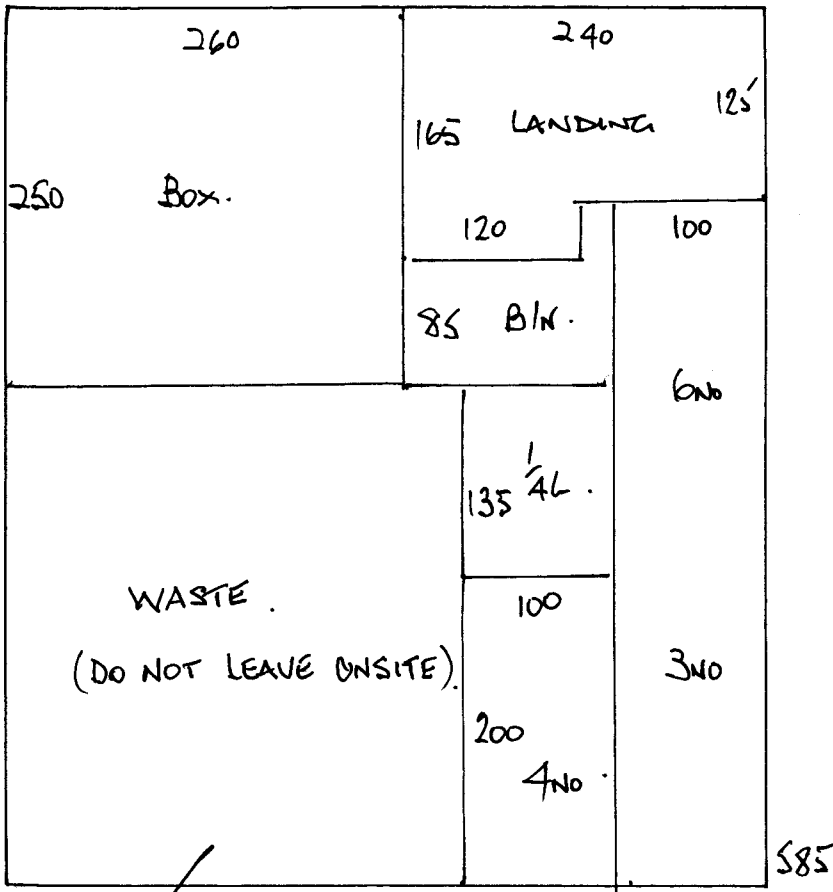 260
240
125
165 LANDING
250 Box.
120
100
85 B/N.
6No
135 1/4L.
WASTE.
100
(DO NOT LEAVE ONSITE).
3NO
200
4No.
585